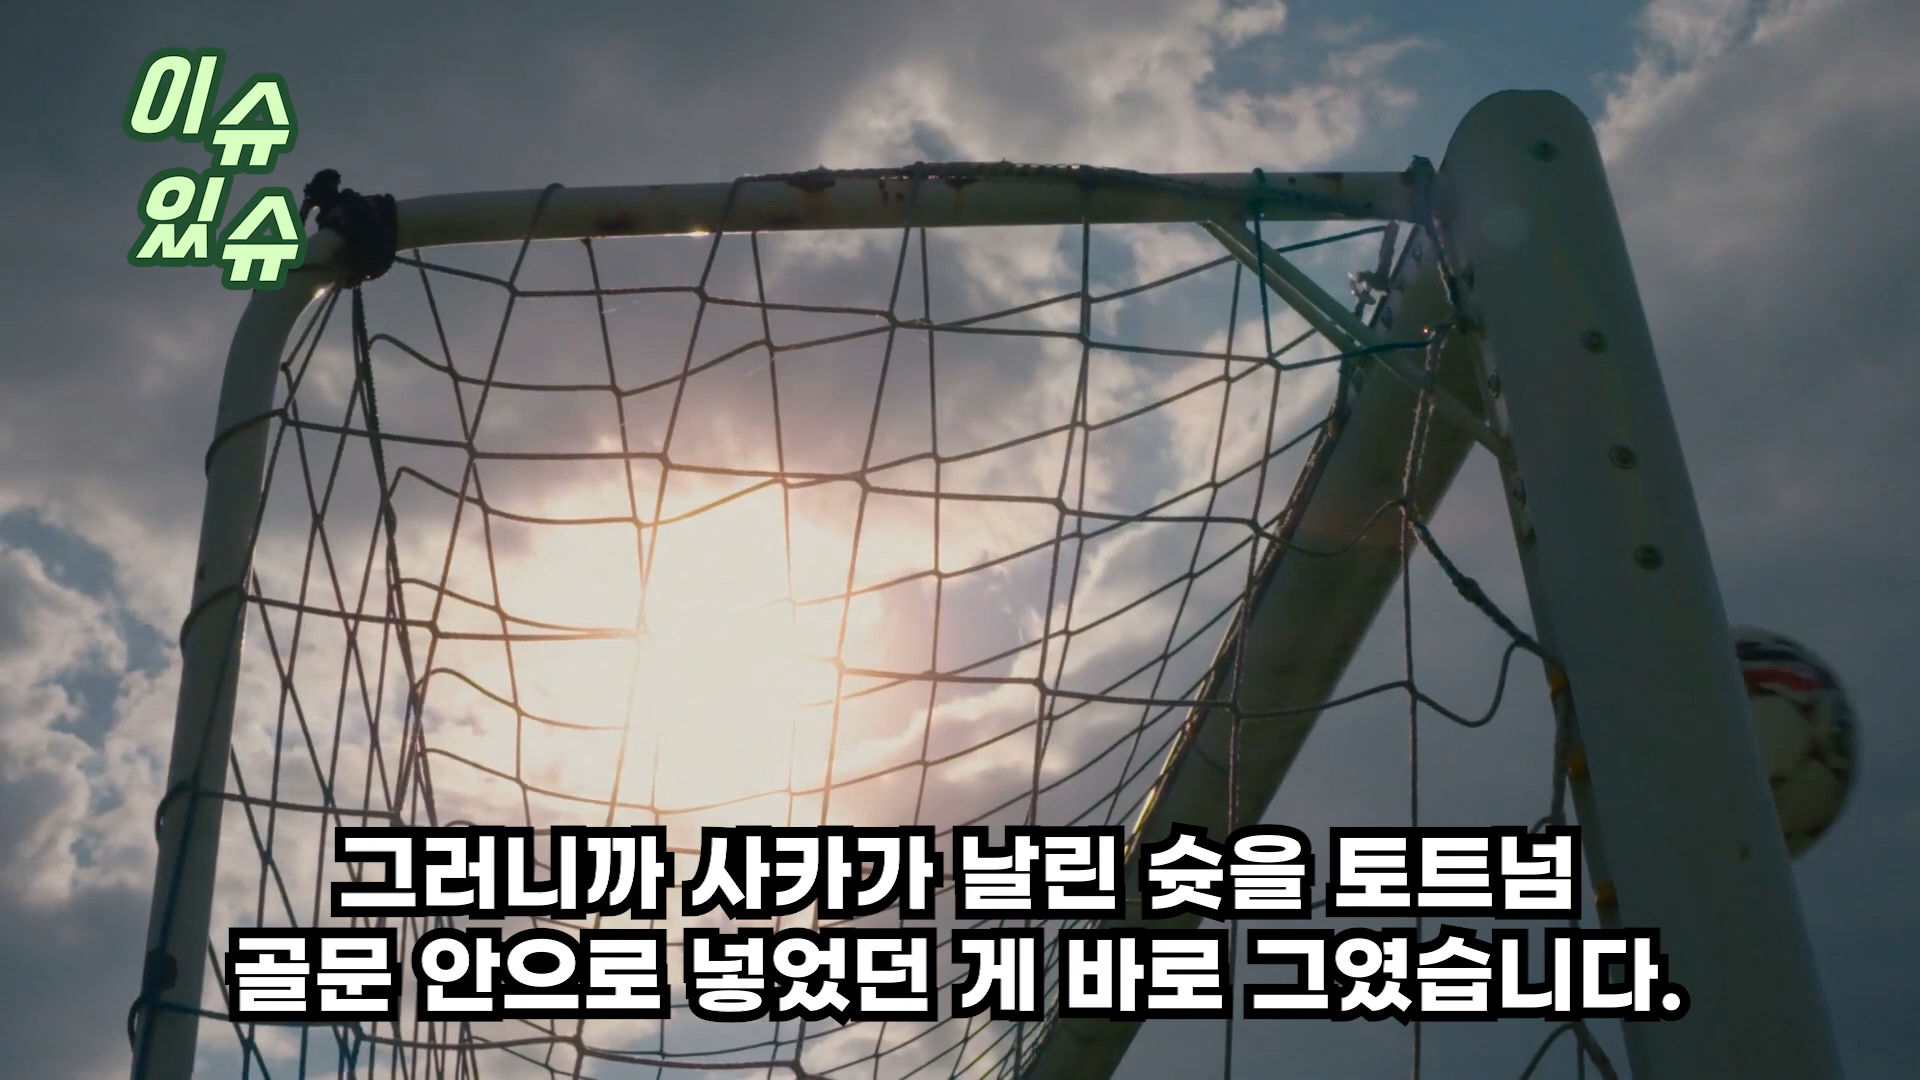 이슈
있슈
그러니까 사카가 날린 슛을 토트넘
골문 안으로 넣었던 게 바로 그였습니다.